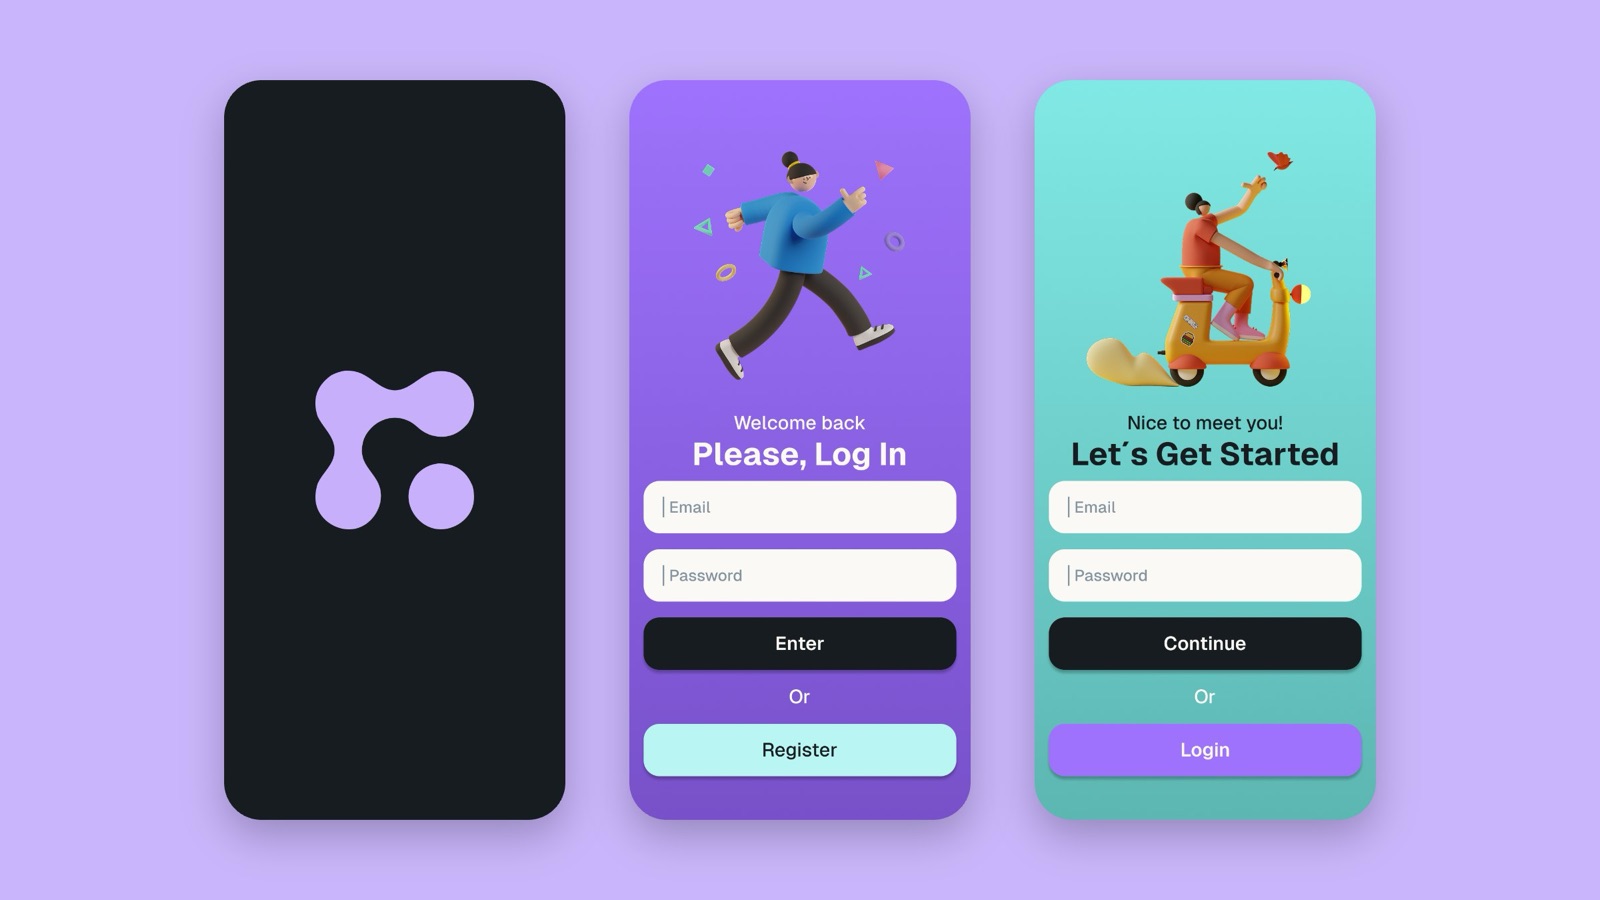 Welcome back
Please, Log In
Email
Password
Enter
Or
Register
Nice to meet you!
Let´s Get Started
Email
Password
Continue
Or
Login